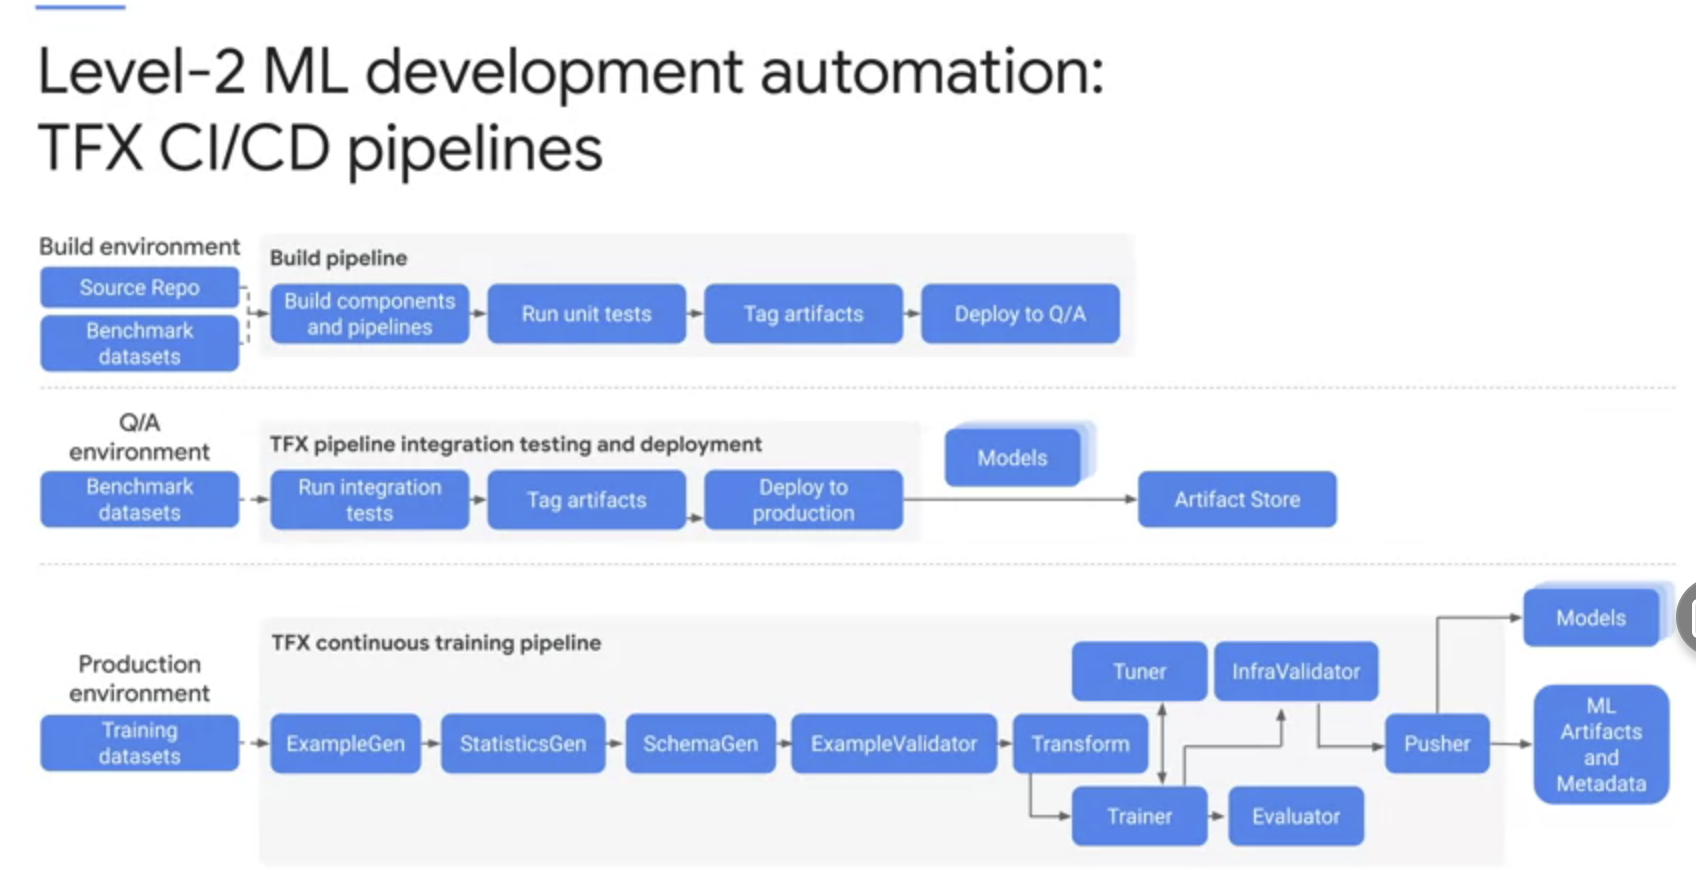 Level-2 ML development automation:
TFX CI/CD pipelines
Build environment
Source Repo
Benchmark
datasets
Build pipeline
Build components
and pipelines
Run unit tests
Tag artifacts
Deploy to Q/A
Q/A
environment
Benchmark
datasets
TFX pipeline integration testing and deployment
Run integration
tests
Tag artifacts
Deploy to
production
Models
Artifact Store
Production
environment
Training
datasets
TFX continuous training pipeline
ExampleGen
StatisticsGen
SchemaGen
ExampleValidator
Transform
Tuner
InfraValidator
Trainer
Evaluator
Pusher
Models
ML
Artifacts
and
Metadata